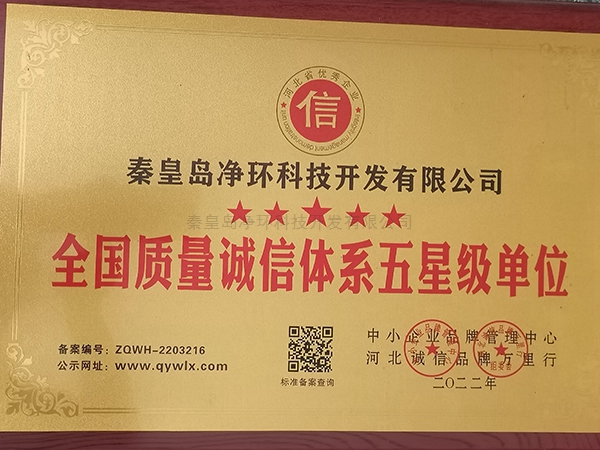 河北省优秀企业
信
integrity management demonstration
秦皇岛净环科技开发有限公司
秦皇岛净环科技开发有限公司
全国质量诚信体系五星级单位
备案编号：ZQWH-2203216
公示网址：www.qywlx.com
标准备案查询
中小企业品牌管理中心
河北诚信品牌万里行
二〇二二年